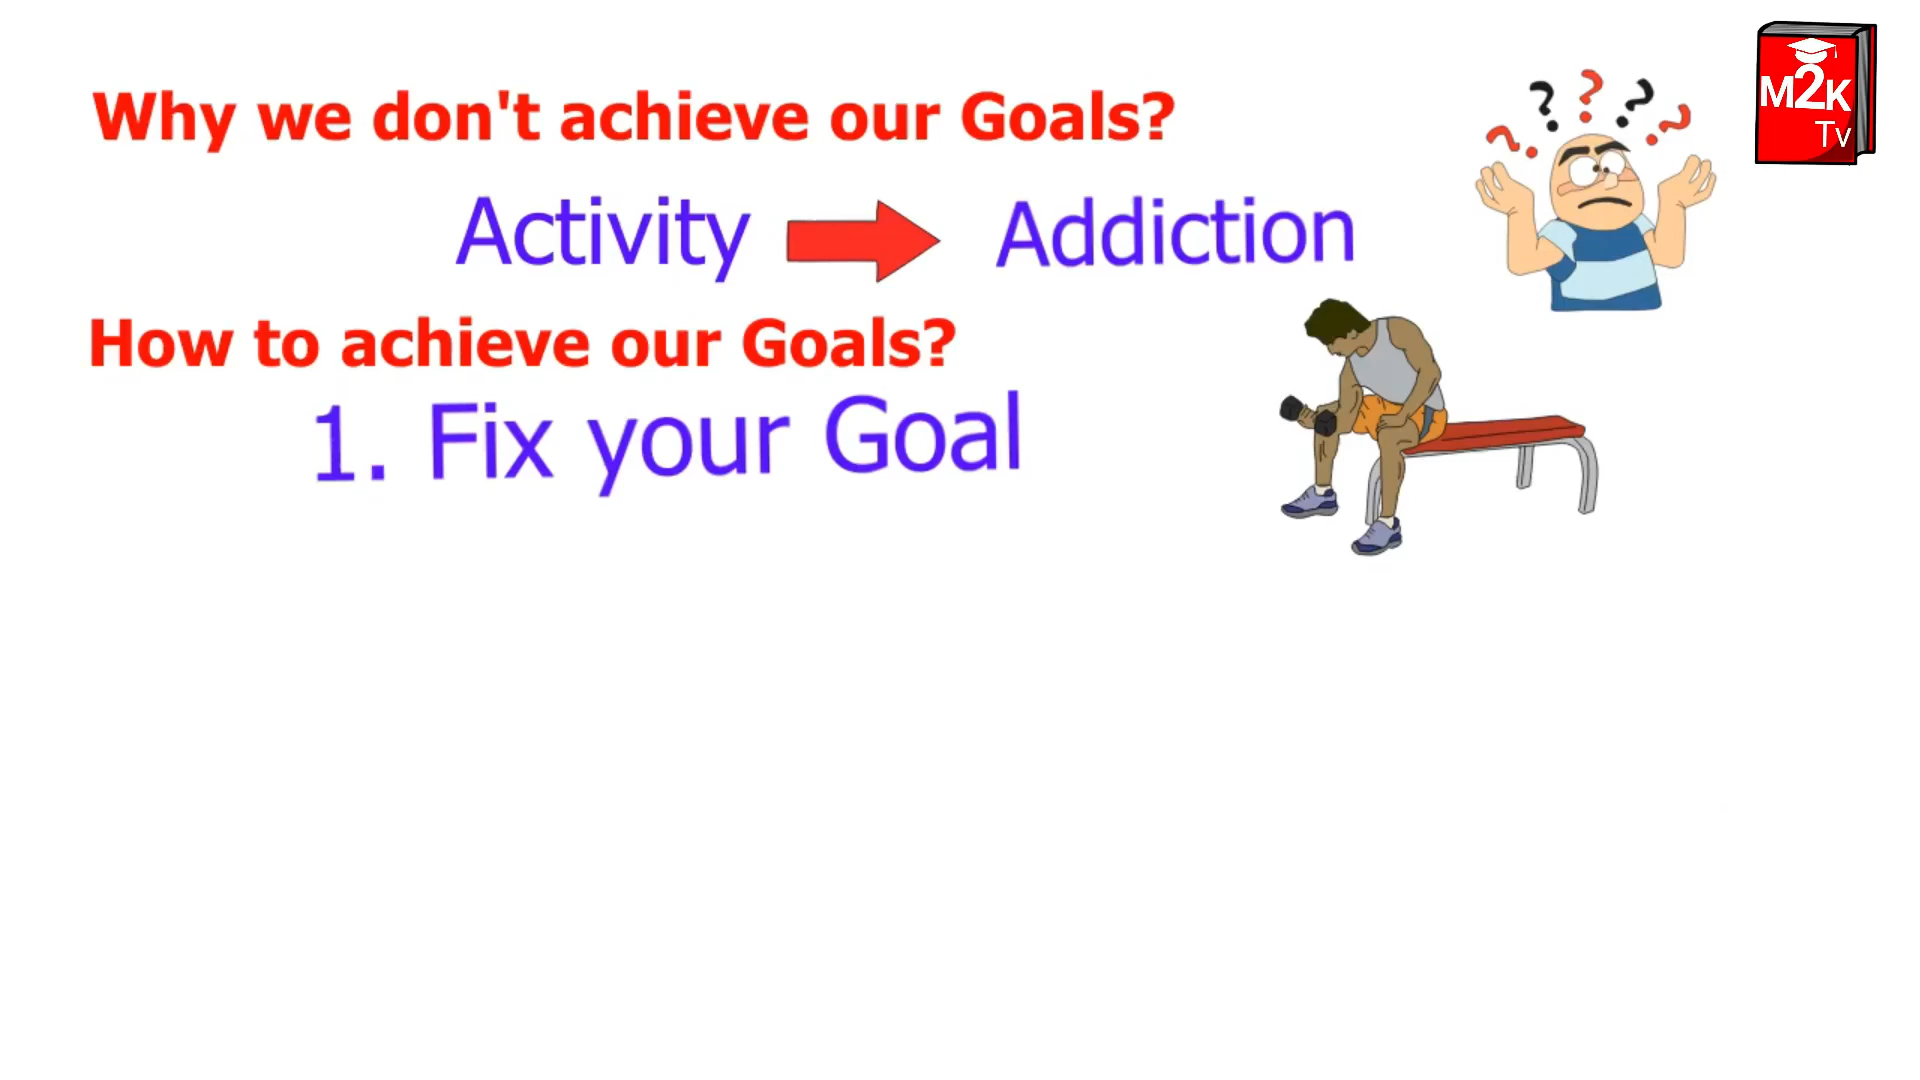 Why we don't achieve our Goals?
Activity Addiction
How to achieve our Goals?
1. Fix your Goal
M2K
Tv